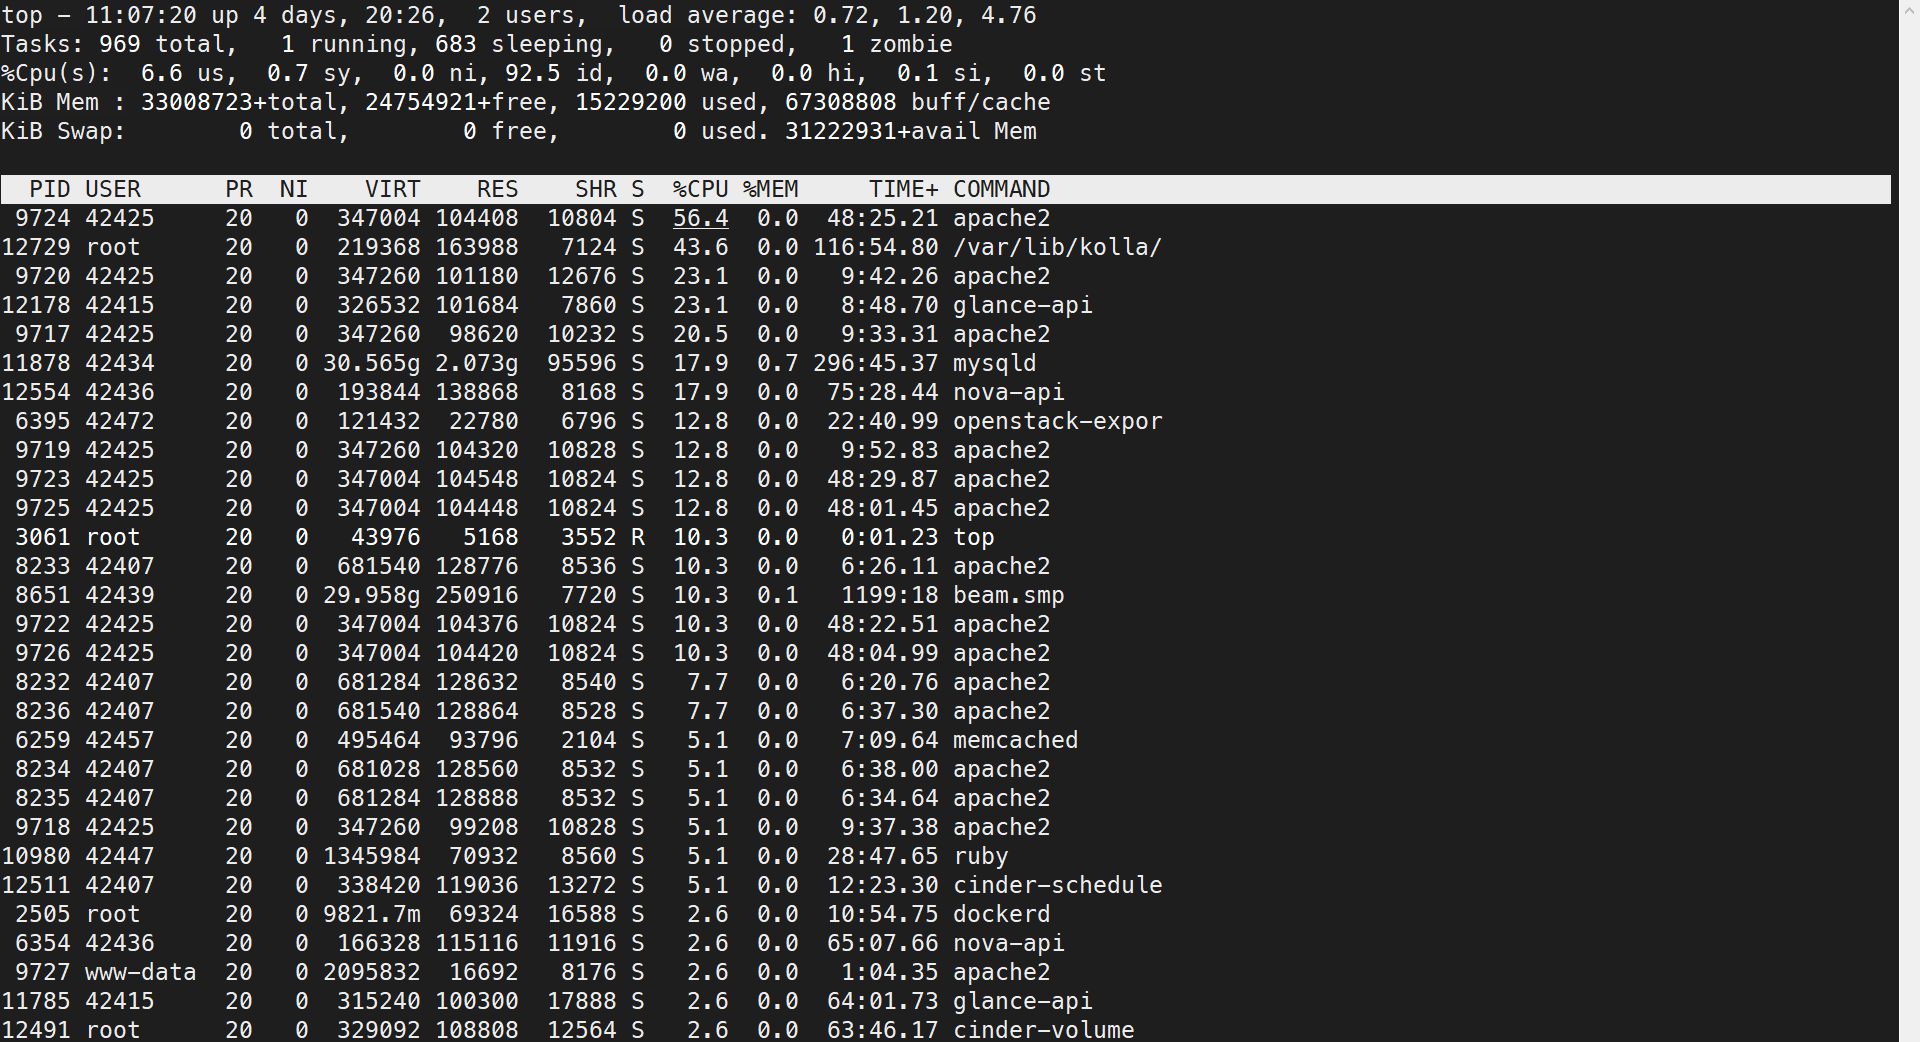 top - 11:07:20 up 4 days, 20:26,  2 users,  load average: 0.72, 1.20, 4.76
Tasks: 969 total,   1 running, 683 sleeping,   0 stopped,   1 zombie
%Cpu(s):  6.6 us,  0.7 sy,  0.0 ni, 92.5 id,  0.0 wa,  0.0 hi,  0.1 si,  0.0 st
KiB Mem : 33008723+total, 24754921+free, 15229200 used, 67308808 buff/cache
KiB Swap:        0 total,        0 free,        0 used. 31222931+avail Mem
  PID USER      PR  NI    VIRT    RES    SHR S  %CPU %MEM     TIME+ COMMAND
 9724 42425     20   0  347004 104408  10804 S  56.4  0.0  48:25.21 apache2
12729 root      20   0  219368 163988   7124 S  43.6  0.0 116:54.80 /var/lib/kolla/
 9720 42425     20   0  347260 101180  12676 S  23.1  0.0   9:42.26 apache2
12178 42415     20   0  326532 101684   7860 S  23.1  0.0   8:48.70 glance-api
 9717 42425     20   0  347260  98620  10232 S  20.5  0.0   9:33.31 apache2
11878 42434     20   0 30.565g 2.073g  95596 S  17.9  0.7 296:45.37 mysqld
12554 42436     20   0  193844 138868   8168 S  17.9  0.0  75:28.44 nova-api
 6395 42472     20   0  121432  22780   6796 S  12.8  0.0  22:40.99 openstack-expor
 9719 42425     20   0  347260 104320  10828 S  12.8  0.0   9:52.83 apache2
 9723 42425     20   0  347004 104548  10824 S  12.8  0.0  48:29.87 apache2
 9725 42425     20   0  347004 104448  10824 S  12.8  0.0  48:01.45 apache2
 3061 root      20   0   43976   5168   3552 R  10.3  0.0   0:01.23 top
 8233 42407     20   0  681540 128776   8536 S  10.3  0.0   6:26.11 apache2
 8651 42439     20   0 29.958g 250916   7720 S  10.3  0.1   1199:18 beam.smp
 9722 42425     20   0  347004 104376  10824 S  10.3  0.0  48:22.51 apache2
 9726 42425     20   0  347004 104420  10824 S  10.3  0.0  48:04.99 apache2
 8232 42407     20   0  681284 128632   8540 S   7.7  0.0   6:20.76 apache2
 8236 42407     20   0  681540 128864   8528 S   7.7  0.0   6:37.30 apache2
 6259 42457     20   0  495464  93796   2104 S   5.1  0.0   7:09.64 memcached
 8234 42407     20   0  681028 128560   8532 S   5.1  0.0   6:38.00 apache2
 8235 42407     20   0  681284 128888   8532 S   5.1  0.0   6:34.64 apache2
 9718 42425     20   0  347260  99208  10828 S   5.1  0.0   9:37.38 apache2
10980 42447     20   0 1345984  70932   8560 S   5.1  0.0  28:47.65 ruby
12511 42407     20   0  338420 119036  13272 S   5.1  0.0  12:23.30 cinder-schedule
 2505 root      20   0 9821.7m  69324  16588 S   2.6  0.0  10:54.75 dockerd
 6354 42436     20   0  166328 115116  11916 S   2.6  0.0  65:07.66 nova-api
 9727 www-data  20   0 2095832  16692   8176 S   2.6  0.0   1:04.35 apache2
11785 42415     20   0  315240 100300  17888 S   2.6  0.0  64:01.73 glance-api
12491 root      20   0  329092 108808  12564 S   2.6  0.0  63:46.17 cinder-volume